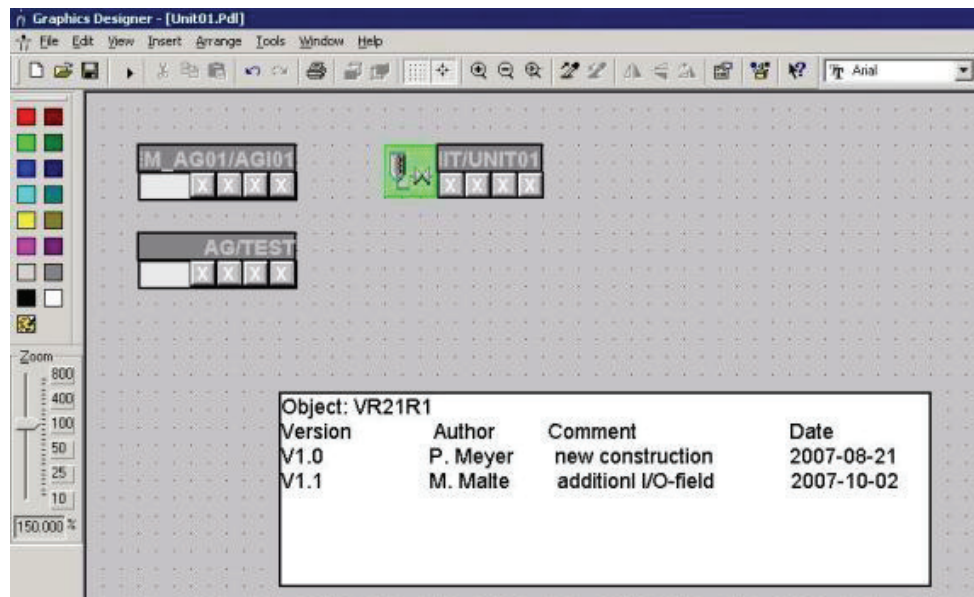 Graphics Designer - [Unit01.Pdl]
File Edit View Insert Arrange Tools Window Help
Arial
M_AG01/AGI01
X X X X
IT/UNIT01
X X X X
AG/TEST
X X X X
Zoom
800
400
100
50
25
10
150.000 %
Object: VR21R1
Version Author Comment Date
V1.0 P. Meyer new construction 2007-08-21
V1.1 M. Malte additionl I/O-field 2007-10-02